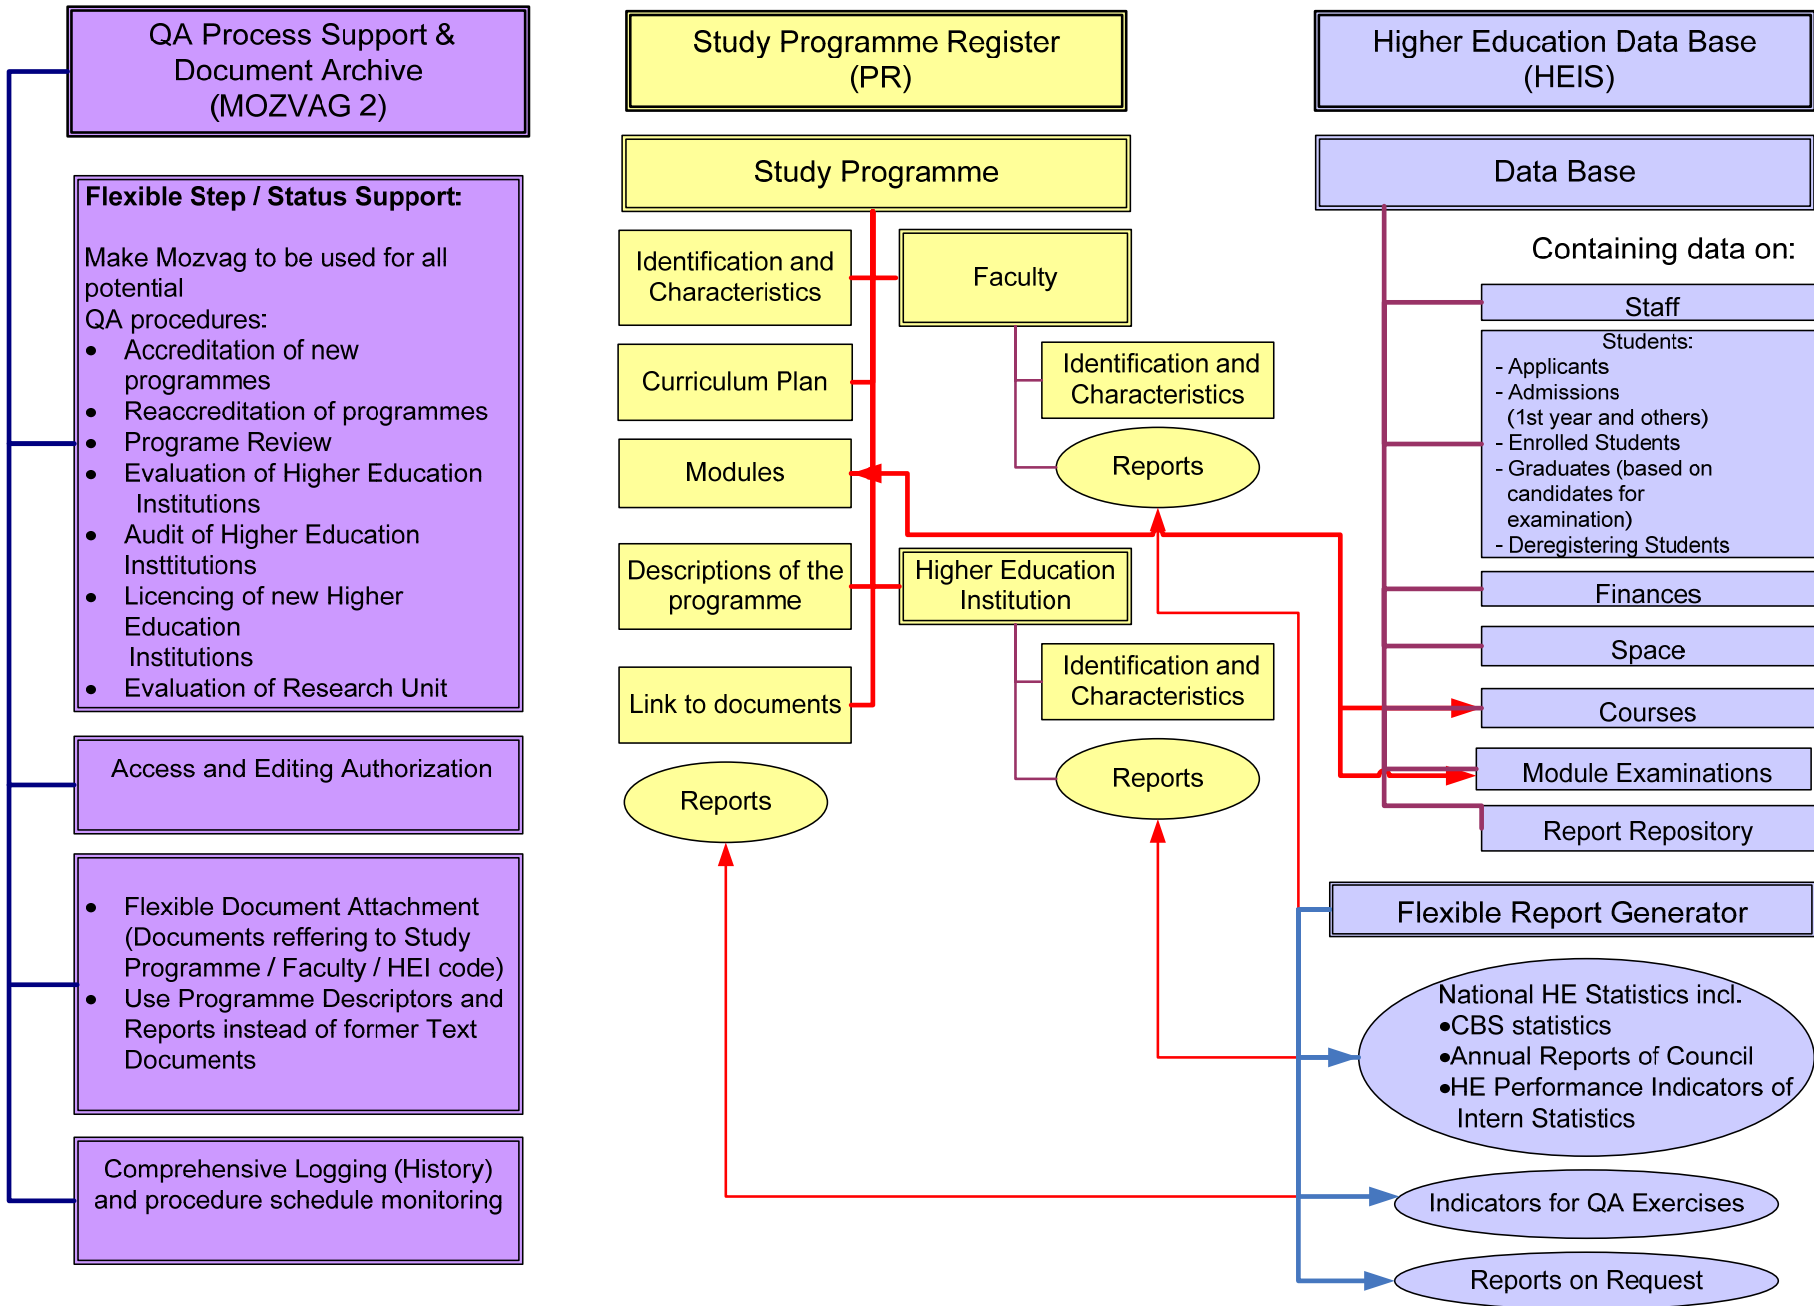 QA Process Support &
Document Archive
(MOZVAG 2)
Flexible Step / Status Support:
Make Mozvag to be used for all
potential
QA procedures:
• Accreditation of new
programmes
• Reaccreditation of programmes
• Programe Review
• Evaluation of Higher Education
Institutions
• Audit of Higher Education
Insttitutions
• Licencing of new Higher
Education
Institutions
• Evaluation of Research Unit
Access and Editing Authorization
• Flexible Document Attachment
(Documents reffering to Study
Programme / Faculty / HEI code)
• Use Programme Descriptors and
Reports instead of former Text
Documents
Comprehensive Logging (History)
and procedure schedule monitoring
Study Programme Register
(PR)
Study Programme
Identification and
Characteristics
Curriculum Plan
Modules
Descriptions of the
programme
Link to documents
Reports
Faculty
Identification and
Characteristics
Reports
Higher Education
Institution
Identification and
Characteristics
Reports
Higher Education Data Base
(HEIS)
Data Base
Containing data on:
Staff
Students:
- Applicants
- Admissions
(1st year and others)
- Enrolled Students
- Graduates (based on
candidates for
examination)
- Deregistering Students
Finances
Space
Courses
Module Examinations
Report Repository
Flexible Report Generator
National HE Statistics incl.
•CBS statistics
•Annual Reports of Council
•HE Performance Indicators of
Intern Statistics
Indicators for QA Exercises
Reports on Request